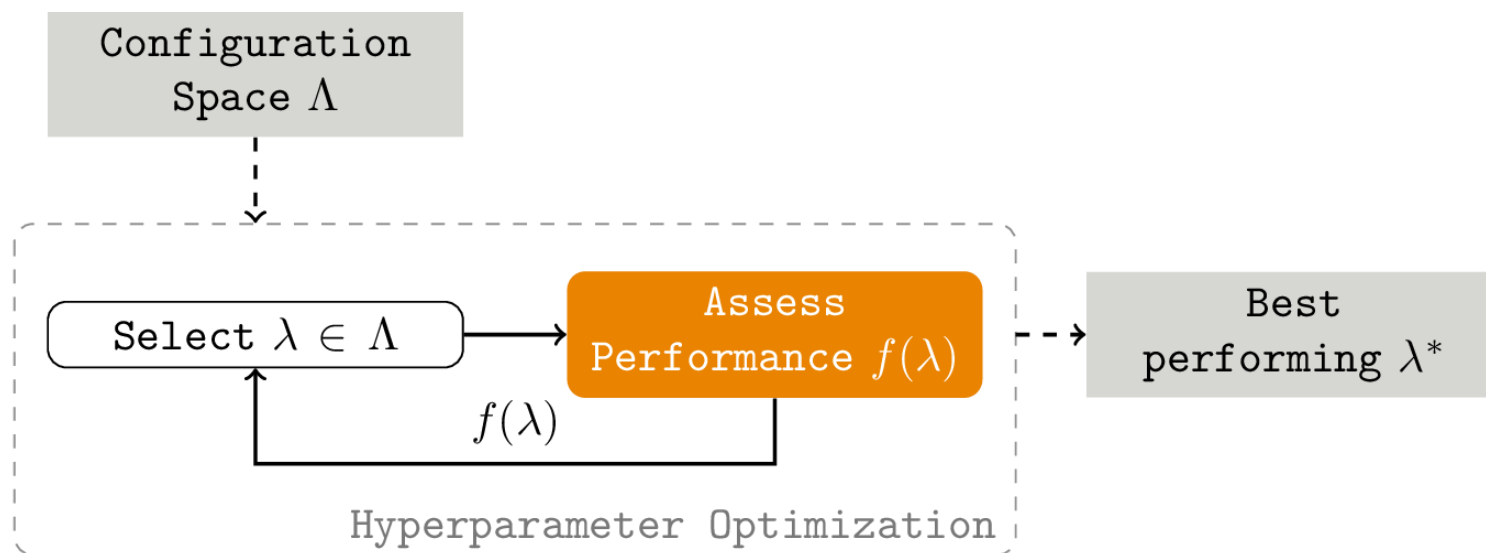 Configuration
Space Λ
Select λ ∈ Λ
Assess
Performance f(λ)
f(λ)
Best
performing λ*
Hyperparameter Optimization